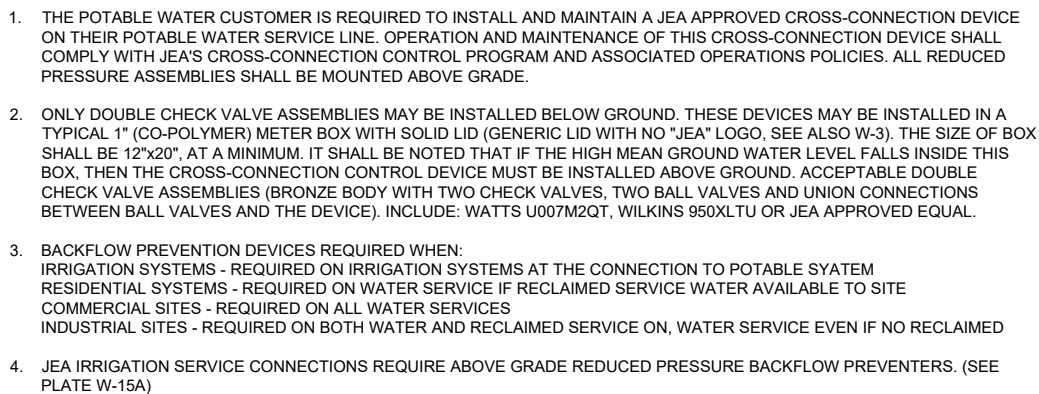 1. THE POTABLE WATER CUSTOMER IS REQUIRED TO INSTALL AND MAINTAIN A JEA APPROVED CROSS-CONNECTION DEVICE
ON THEIR POTABLE WATER SERVICE LINE. OPERATION AND MAINTENANCE OF THIS CROSS-CONNECTION DEVICE SHALL
COMPLY WITH JEA'S CROSS-CONNECTION CONTROL PROGRAM AND ASSOCIATED OPERATIONS POLICIES. ALL REDUCED
PRESSURE ASSEMBLIES SHALL BE MOUNTED ABOVE GRADE.
2. ONLY DOUBLE CHECK VALVE ASSEMBLIES MAY BE INSTALLED BELOW GROUND. THESE DEVICES MAY BE INSTALLED IN A
TYPICAL 1" (CO-POLYMER) METER BOX WITH SOLID LID (GENERIC LID WITH NO "JEA" LOGO, SEE ALSO W-3). THE SIZE OF BOX
SHALL BE 12"x20", AT A MINIMUM. IT SHALL BE NOTED THAT IF THE HIGH MEAN GROUND WATER LEVEL FALLS INSIDE THIS
BOX, THEN THE CROSS-CONNECTION CONTROL DEVICE MUST BE INSTALLED ABOVE GROUND. ACCEPTABLE DOUBLE
CHECK VALVE ASSEMBLIES (BRONZE BODY WITH TWO CHECK VALVES, TWO BALL VALVES AND UNION CONNECTIONS
BETWEEN BALL VALVES AND THE DEVICE). INCLUDE: WATTS U007M2QT, WILKINS 950XLTU OR JEA APPROVED EQUAL.
3. BACKFLOW PREVENTION DEVICES REQUIRED WHEN:
IRRIGATION SYSTEMS - REQUIRED ON IRRIGATION SYSTEMS AT THE CONNECTION TO POTABLE SYATEM
RESIDENTIAL SYSTEMS - REQUIRED ON WATER SERVICE IF RECLAIMED SERVICE WATER AVAILABLE TO SITE
COMMERCIAL SITES - REQUIRED ON ALL WATER SERVICES
INDUSTRIAL SITES - REQUIRED ON BOTH WATER AND RECLAIMED SERVICE ON, WATER SERVICE EVEN IF NO RECLAIMED
4. JEA IRRIGATION SERVICE CONNECTIONS REQUIRE ABOVE GRADE REDUCED PRESSURE BACKFLOW PREVENTERS. (SEE
PLATE W-15A)